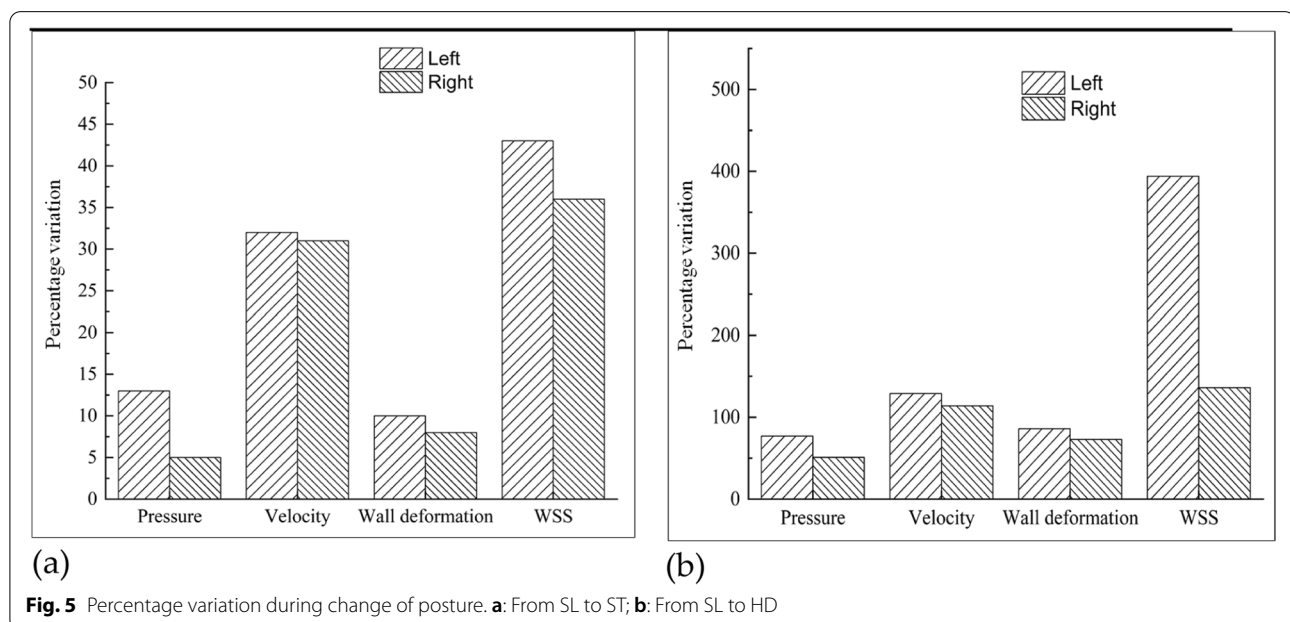 Left
Right
50
45
40
35
30
25
20
15
10
5
0
Percentage variation
Pressure Velocity Wall deformation WSS
(a)
Left
Right
500
400
300
200
100
0
Percentage variation
Pressure Velocity Wall deformation WSS
(b)
Fig. 5 Percentage variation during change of posture. a: From SL to ST; b: From SL to HD